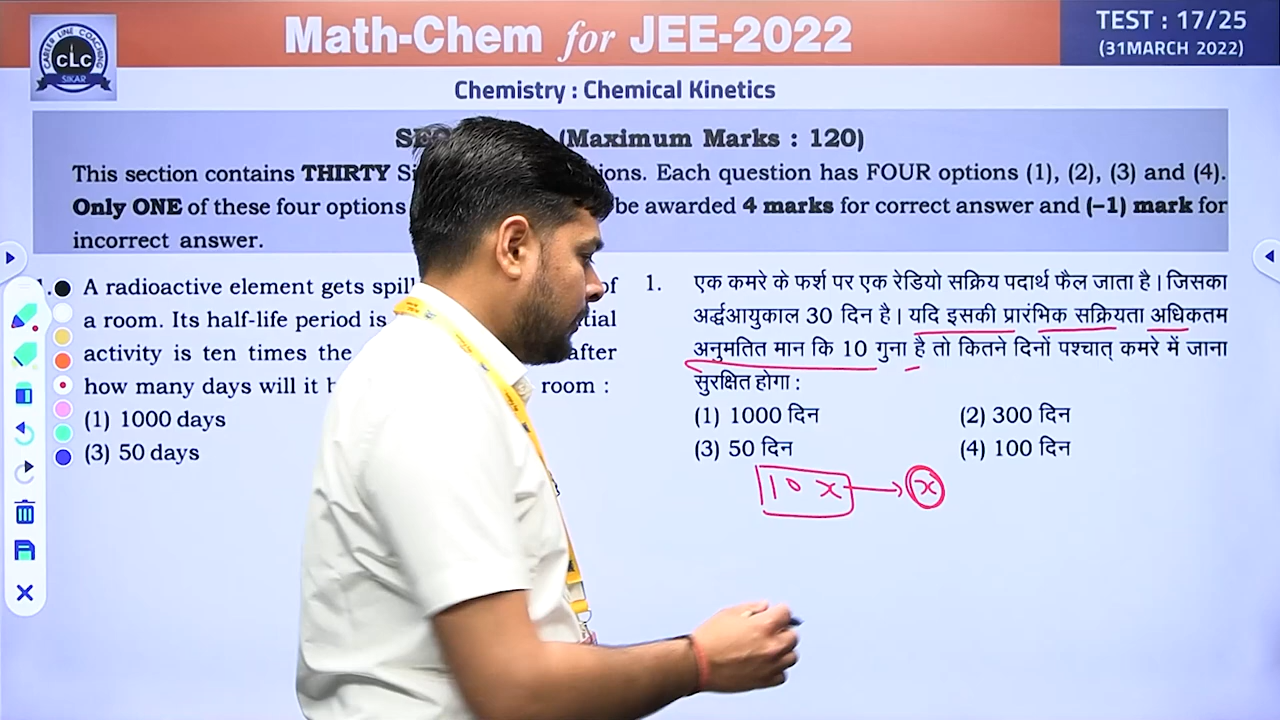 CAREER LINE COACHING
CLC
SIKAR
Math-Chem for JEE-2022
TEST : 17/25
(31MARCH 2022)
Chemistry : Chemical Kinetics
(Maximum Marks : 120)
This section contains THIRTY ions. Each question has FOUR options (1), (2), (3) and (4).
Only ONE of these four options be awarded 4 marks for correct answer and (–1) mark for
incorrect answer.
A radioactive element gets spill of
a room. Its half-life period is tial
activity is ten times the after
how many days will it b room :
(1) 1000 days
(3) 50 days
1. एक कमरे के फर्श पर एक रेडियो सक्रिय पदार्थ फैल जाता है। जिसका
अर्द्धआयुकाल 30 दिन है। यदि इसकी प्रारंभिक सक्रियता अधिकतम
अनुमतित मान कि 10 गुना है तो कितने दिनों पश्चात् कमरे में जाना
सुरक्षित होगा :
(1) 1000 दिन (2) 300 दिन
(3) 50 दिन (4) 100 दिन
10 x → x